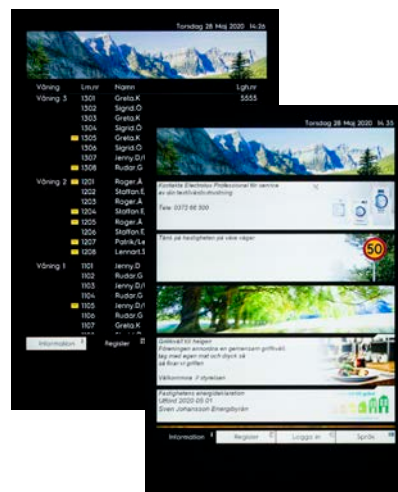 Torsdag 28 Maj 2020 14:26
Våning Lm.nr Namn Lgh.nr
Våning 3 1301 Greta.K 5555
1302 Sigrid.Ö
1303 Greta.K
1304 Sigrid.Ö
1305 Greta.K
1306 Sigrid.Ö
1307 Jenny.D/
1308 Rudar.G
Våning 2 1201 Roger.Å
1202 Staffan.E,
1203 Roger.Å
1204 Staffan.E,
1205 Roger.Å
1206 Staffan.E,
1207 Patrik/Le
1208 Lennart.S
Våning 1 1101 Jenny.D
1102 Rudar.G
1103 Jenny.D/
1104 Rudar.G
1105 Jenny.D/
1106 Rudar.G
1107 Greta.K
Information Register
Torsdag 28 Maj 2020 14:35
Kontakta Electrolux Professional för service
av din tvättutrustning
Tele: 0372 66 500
Tänk på hastigheten på våra vägar
50
Grillkväll till helgen
Föreningen anordna en gemensam grillkväll,
tag med egen mat och dryck så
så fixar vi grillen
Välkommna // styrelsen
Fastighetens energideklaration
Utförd 2020-05-01
Sven Johansson Energibyrån
Information Register Logga in Språk